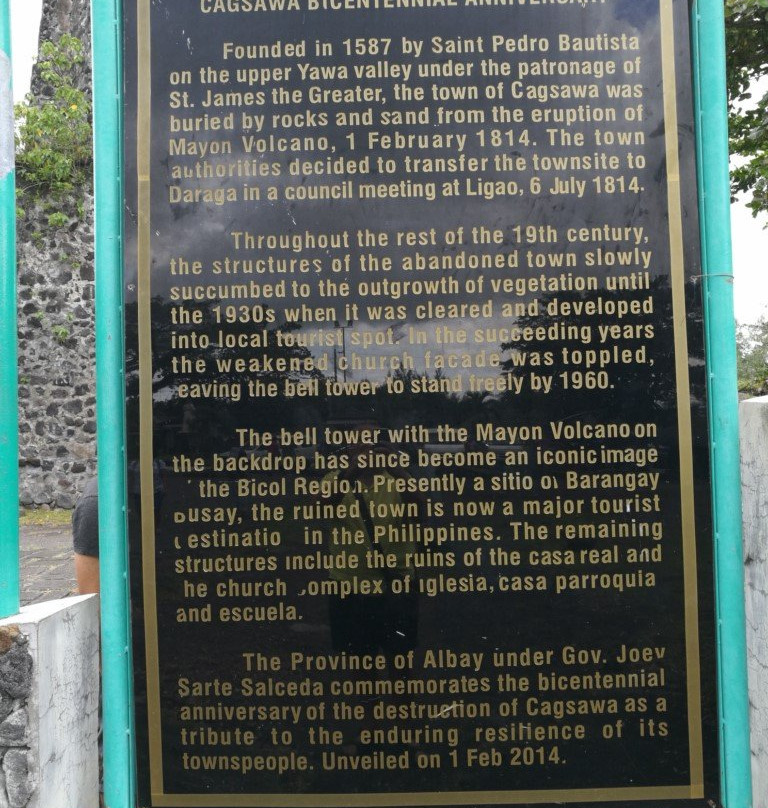 CAGSAWA BICENTENNIAL ANNIVERSARY
Founded in 1587 by Saint Pedro Bautista
on the upper Yawa valley under the patronage of
St. James the Greater, the town of Cagsawa was
buried by rocks and sand from the eruption of
Mayon Volcano, 1 February 1814. The town
authorities decided to transfer the townsite to
Daraga in a council meeting at Ligao, 6 July 1814.
Throughout the rest of the 19th century,
the structures of the abandoned town slowly
succumbed to the outgrowth of vegetation until
the 1930s when it was cleared and developed
into local tourist spot. In the succeeding years
the weakened church facade was toppled,
eaving the bell tower to stand freely by 1960.
The bell tower with the Mayon Volcano on
the backdrop has since become an iconic image
the Bicol Region. Presently a sitio of Barangay
Busay, the ruined town is now a major tourist
estinatio in the Philippines. The remaining
structures include the ruins of the casa real and
he church omplex of iglesia, casa parroquia
and escuela.
The Province of Albay under Gov. Joey
Sarte Salceda commemorates the bicentennial
anniversary of the destruction of Cagsawa as a
tribute to the enduring resilience of its
townspeople. Unveiled on 1 Feb 2014.